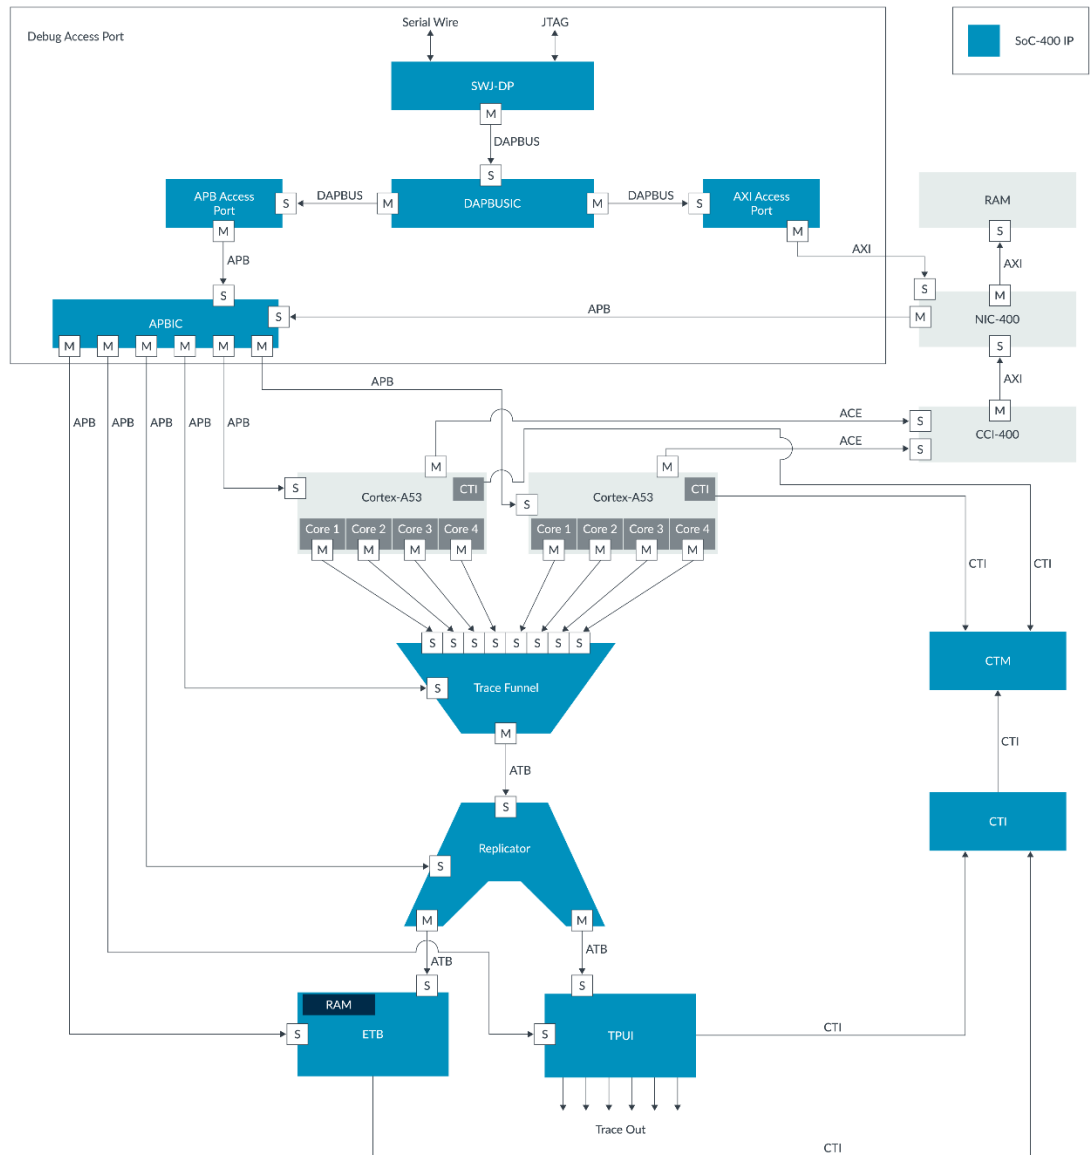 Serial Wire
JTAG
Debug Access Port
SoC-400 IP
SWJ-DP
M
DAPBUS
S
APB Access
Port
S
DAPBUS
M
DAPBUSIC
M
DAPBUS
S
AXI Access
Port
RAM
M
M
S
APB
AXI
AXI
S
S
M
APBIC
S
APB
M
NIC-400
M
M
M
M
M
M
S
APB
AXI
APB
APB
APB
APB
APB
ACE
M
S
CCI-400
ACE
S
M
M
S
Cortex-A53
CTI
S
Cortex-A53
CTI
Core 1
Core 2
Core 3
Core 4
Core 1
Core 2
Core 3
Core 4
M
M
M
M
M
M
M
M
CTI
CTI
S
S
S
S
S
S
S
S
CTM
S
Trace Funnel
M
CTI
ATB
S
CTI
Replicator
S
M
M
ATB
ATB
S
S
RAM
S
ETB
S
TPUI
CTI
Trace Out
CTI